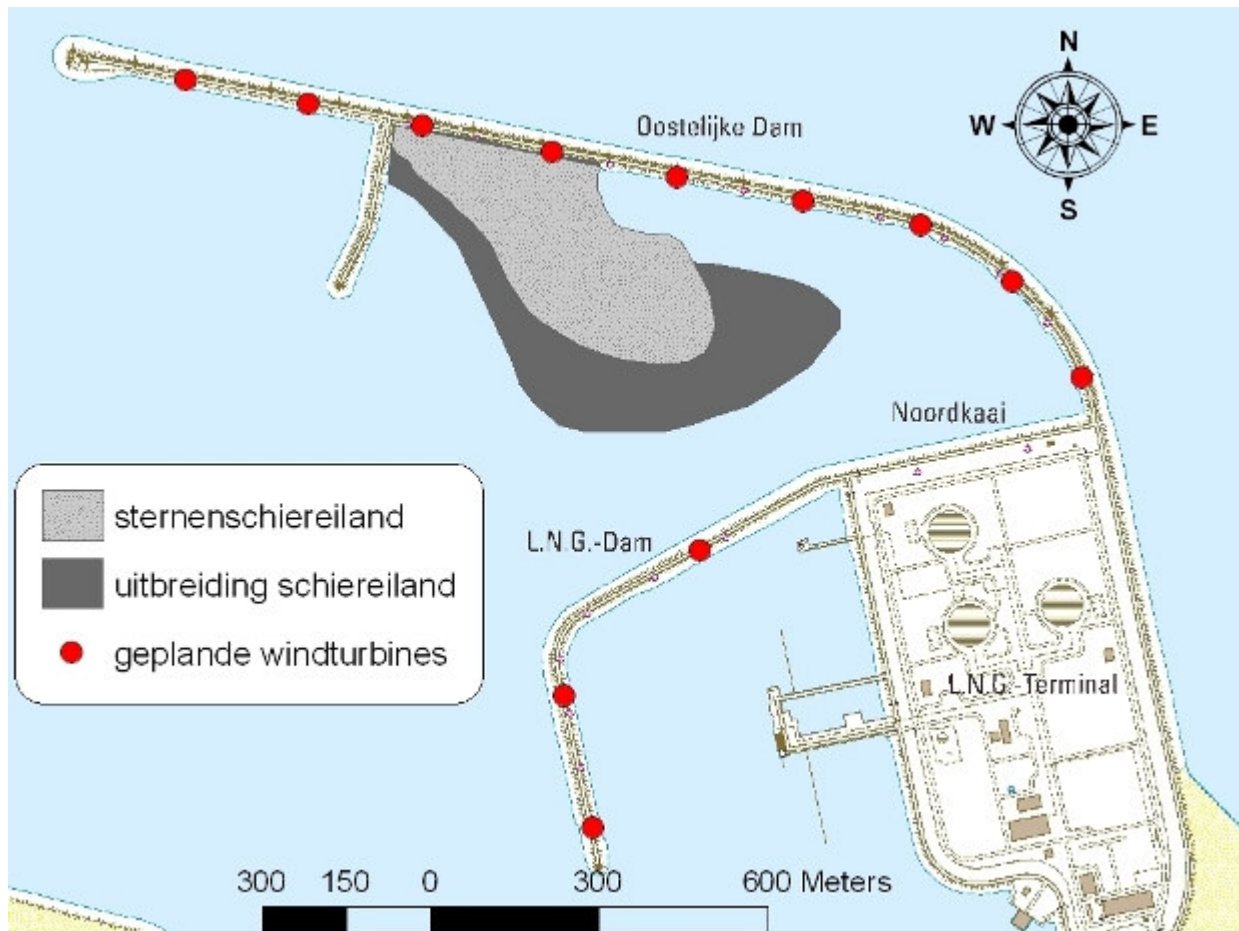 N
W E
S
Oostelijke Dam
Noordkaai
L.N.G.-Dam
L.N.G.-Terminal
sternenschiereiland
uitbreiding schiereiland
geplande windturbines
300 150 0 300 600 Meters